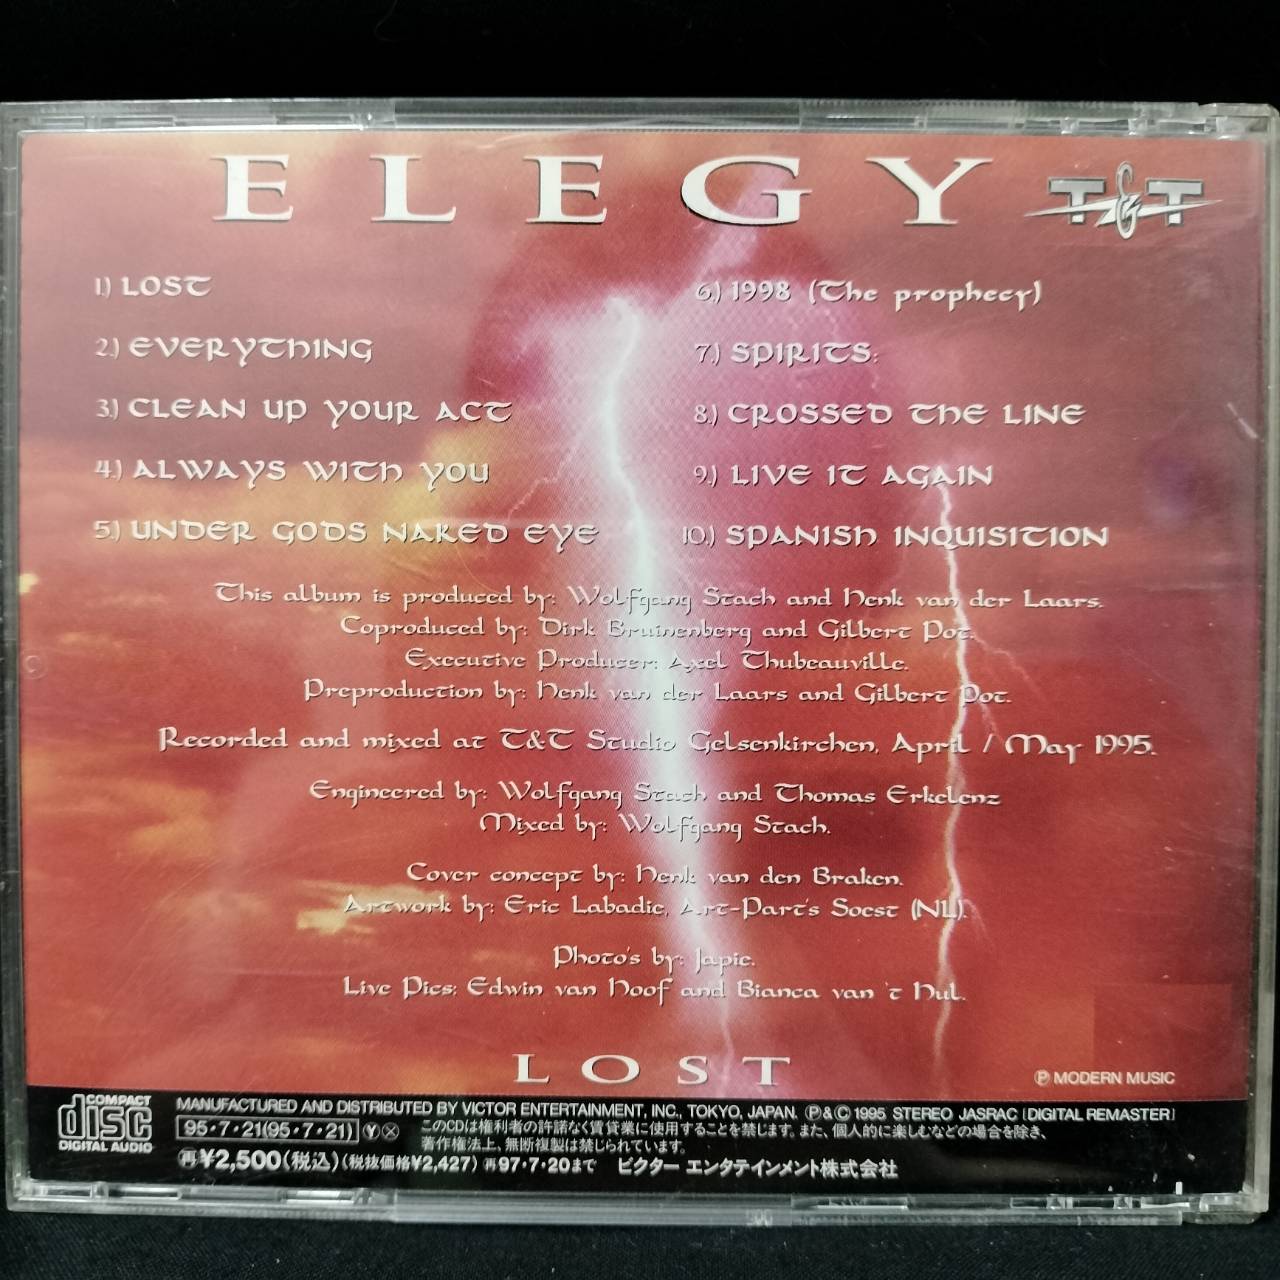 ELEGY
T&T
1) LOST
2.) EVERYTHING
3.) CLEAN UP YOUR ACT
4.) ALWAYS WITH YOU
5.) UNDER GODS NAKED EYE
6.) 1998 (The prophecy)
7.) SPIRITS
8.) CROSSED THE LINE
9.) LIVE IT AGAIN
10.) SPANISH INQUISITION
This album is produced by: Wolfgang Stach and Henk van der Laars.
Coproduced by: Dirk Bruinenberg and Gilbert Pot.
Executive Producer: Axel Thubeauville.
Preproduction by: Henk van der Laars and Gilbert Pot.
Recorded and mixed at T&T Studio Gelsenkirchen, April / May 1995.
Engineered by: Wolfgang Stach and Thomas Erkelenz
Mixed by: Wolfgang Stach.
Cover concept by: Henk van den Braken.
Artwork by: Eric Labadie, Art-Part's Soest (NL).
Photo's by: Japie.
Live Pics: Edwin van Hoof and Bianca van 't Hul.
LOST
Ⓟ MODERN MUSIC
COMPACT
disc
DIGITAL AUDIO
MANUFACTURED AND DISTRIBUTED BY VICTOR ENTERTAINMENT, INC., TOKYO, JAPAN. Ⓟ&© 1995 STEREO JASRAC [DIGITAL REMASTER]
95・7・21(95・7・21) Ⓨ Ⓧ このCDは権利者の許諾なく賃貸業に使用することを禁じます。また、個人的に楽しむなどの場合を除き、
著作権法上、無断複製は禁じられています。
再¥2,500(税込)(税抜価格¥2,427) 再97・7・20まで ビクター エンタテインメント株式会社